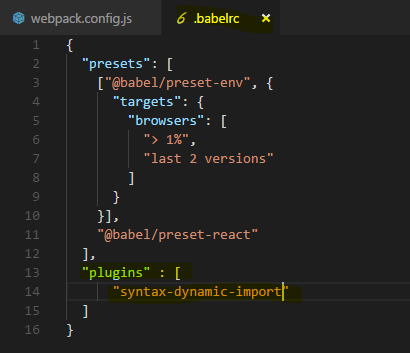 webpack.config.js .babelrc ×
1 {
2 "presets": [
3 ["@babel/preset-env", {
4 "targets": {
5 "browsers": [
6 "> 1%",
7 "last 2 versions"
8 ]
9 }
10 }],
11 "@babel/preset-react"
12 ],
13 "plugins" : [
14 "syntax-dynamic-import"
15 ]
16 }